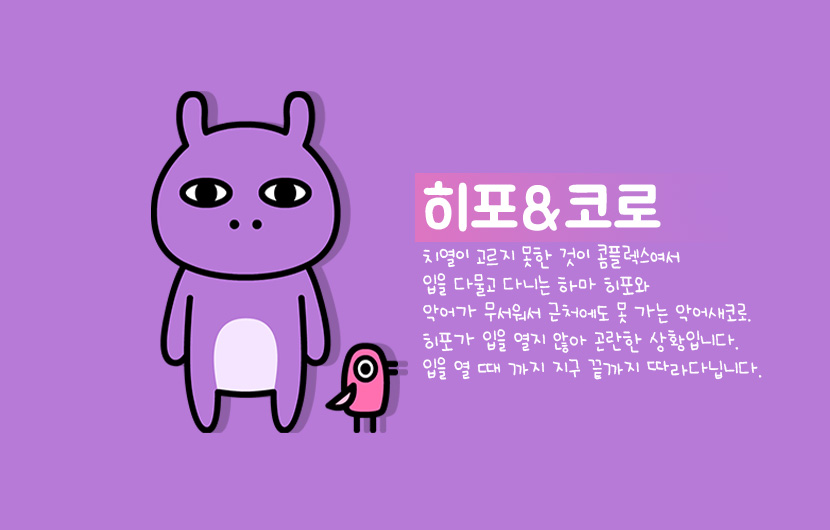 히포&코로
치열이 고르지 못한 것이 콤플렉스여서
입을 다물고 다니는 하마 히포와
악어가 무서워서 근처에도 못 가는 악어새코로.
히포가 입을 열지 않아 곤란한 상황입니다.
입을 열 때 까지 지구 끝까지 따라다닙니다.